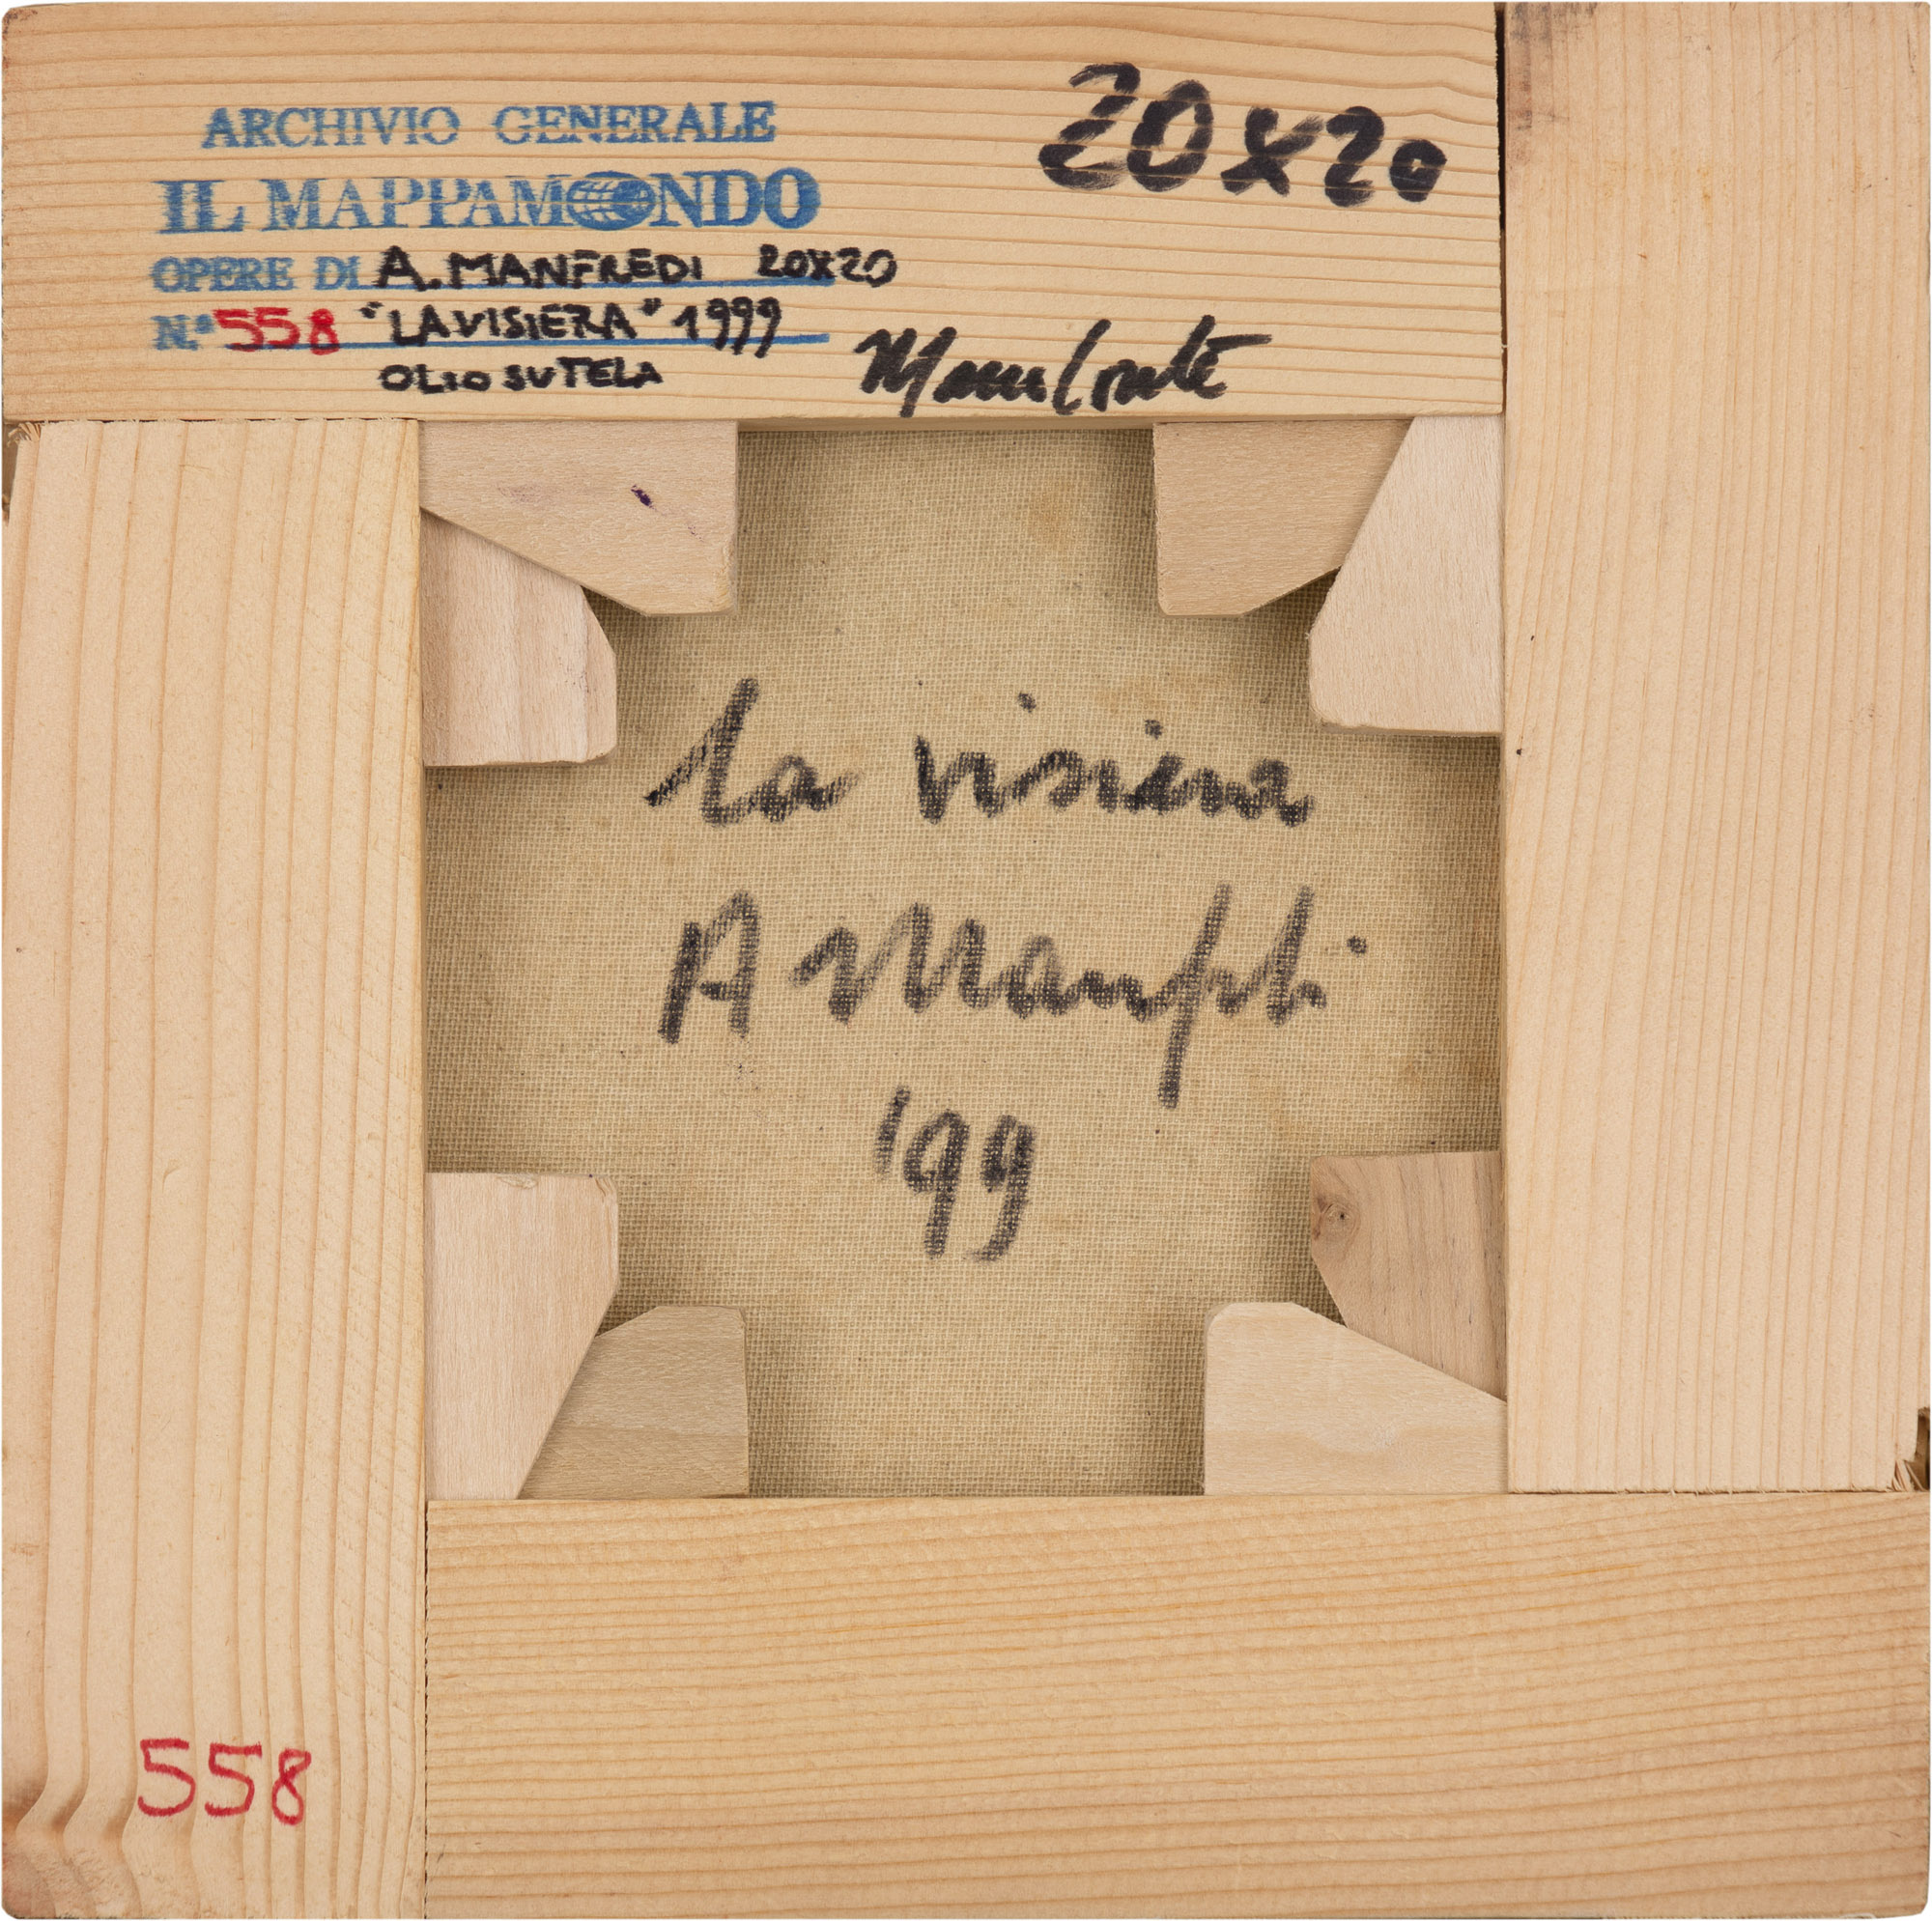 20x20
ARCHIVIO GENERALE
IL MAPPAMONDO
OPERE DI A. MANFREDI 20X20
N.° 558 "LA VISIERA" 1999
OLIO SU TELA
la visiera
A Manfredi
'99
558